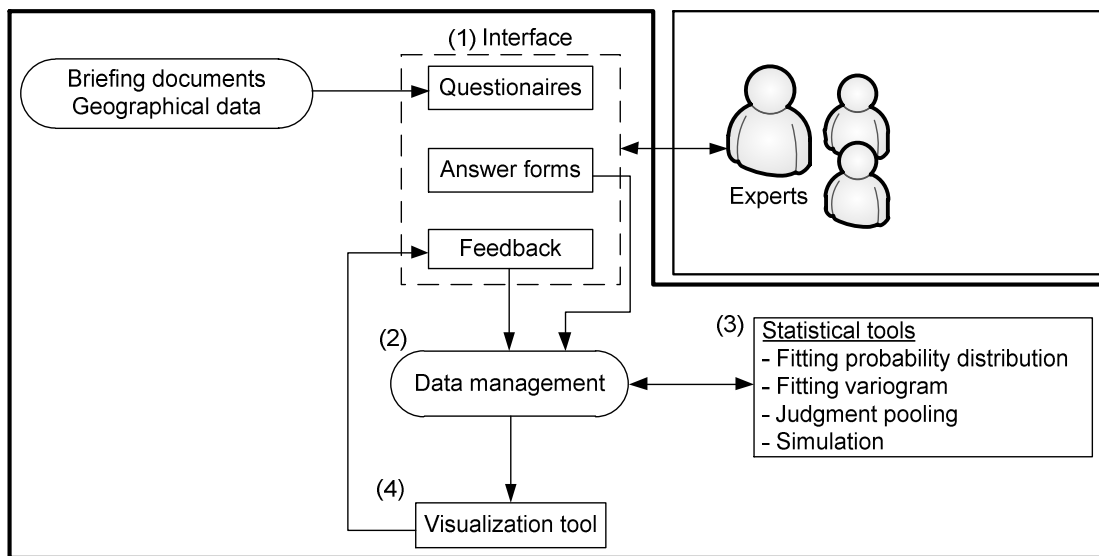 (1) Interface
Briefing documents
Geographical data
Questionaires
Answer forms
Feedback
Experts
(2)
Data management
(3)
Statistical tools
- Fitting probability distribution
- Fitting variogram
- Judgment pooling
- Simulation
(4)
Visualization tool